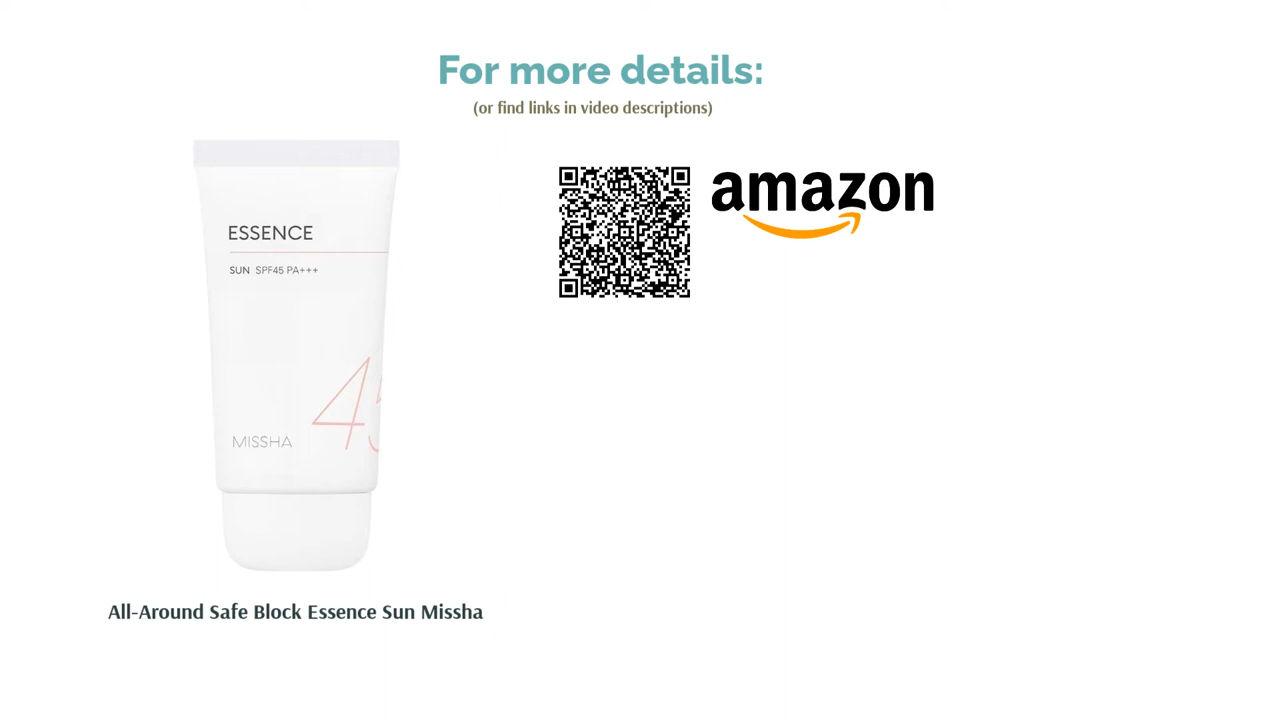 For more details:
(or find links in video descriptions)
amazon
ESSENCE
SUN SPF45 PA+++
45
MISSHA
All-Around Safe Block Essence Sun Missha